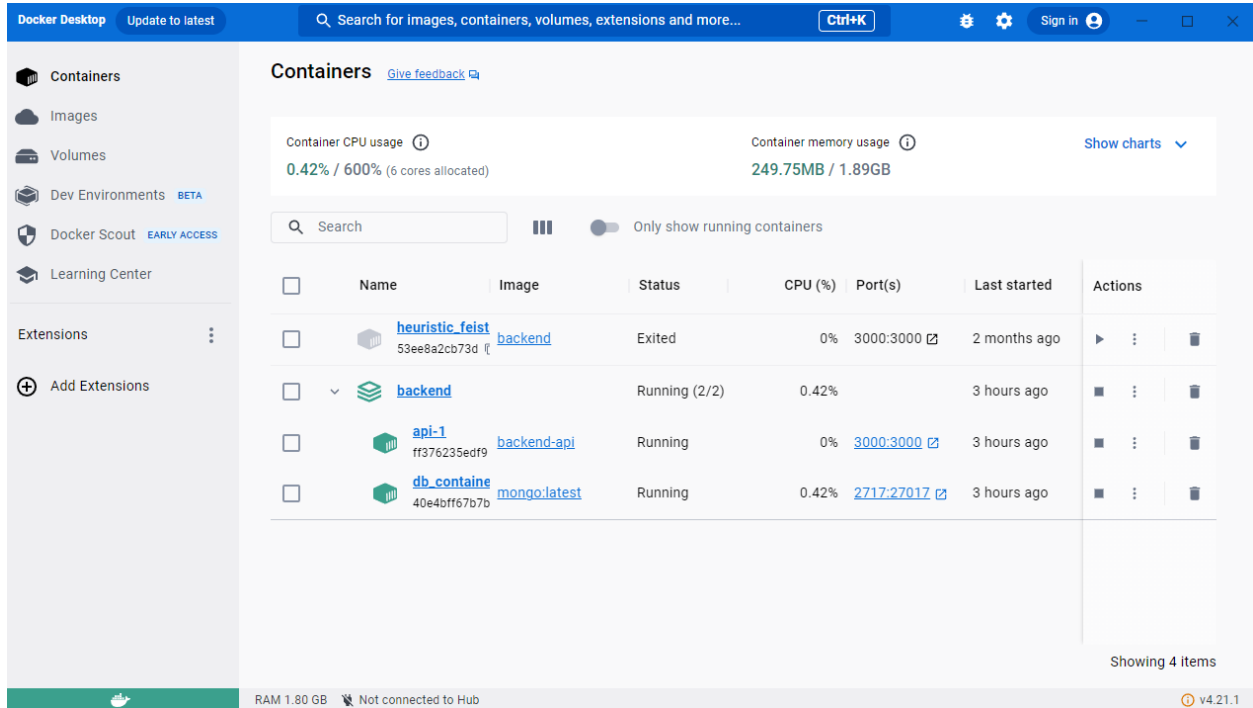 Docker Desktop Update to latest Search for images, containers, volumes, extensions and more... Ctrl+K Sign in
Containers
Images
Volumes
Dev Environments BETA
Docker Scout EARLY ACCESS
Learning Center
Extensions
Add Extensions
Containers Give feedback
Container CPU usage
0.42% / 600% (6 cores allocated)
Container memory usage
249.75MB / 1.89GB
Show charts
Search Only show running containers
Name Image Status CPU (%) Port(s) Last started Actions
heuristic_feist
53ee8a2cb73d
backend Exited 0% 3000:3000 2 months ago
backend Running (2/2) 0.42% 3 hours ago
api-1
ff376235edf9
backend-api Running 0% 3000:3000 3 hours ago
db_containe
40e4bff67b7b
mongo:latest Running 0.42% 2717:27017 3 hours ago
Showing 4 items
RAM 1.80 GB Not connected to Hub v4.21.1